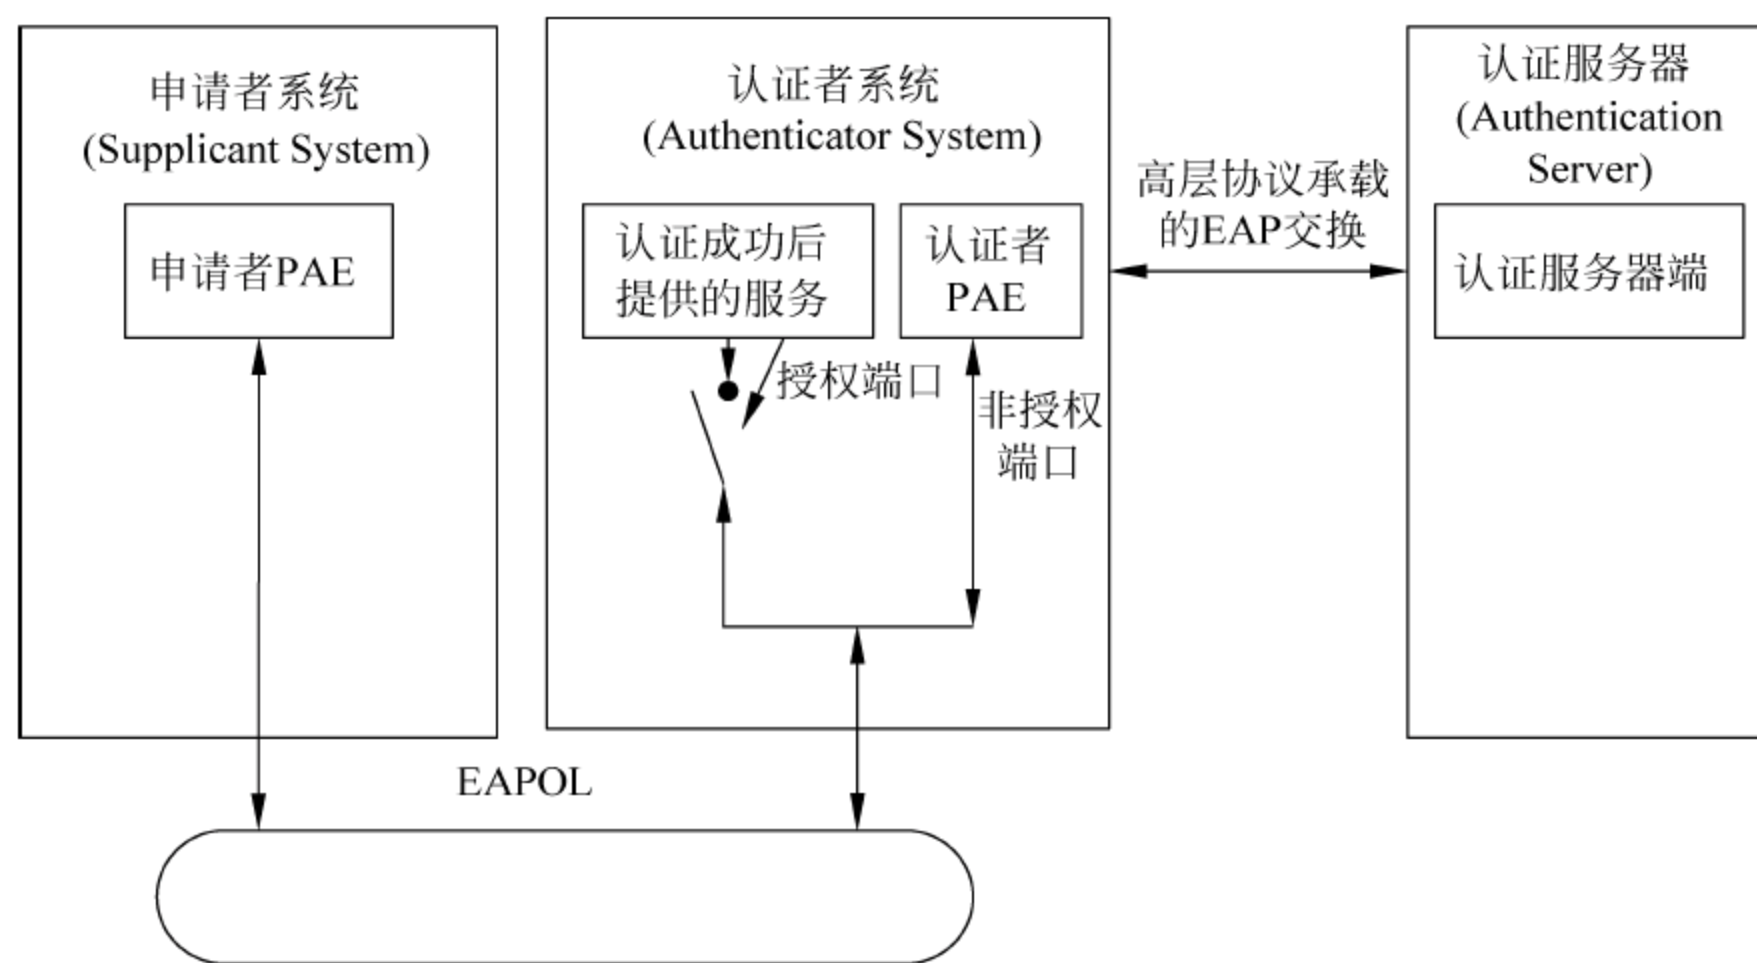 申请者系统
(Supplicant System)
申请者PAE
认证者系统
(Authenticator System)
认证成功后
提供的服务
认证者
PAE
授权端口
非授权
端口
高层协议承载
的EAP交换
认证服务器
(Authentication
Server)
认证服务器端
EAPOL